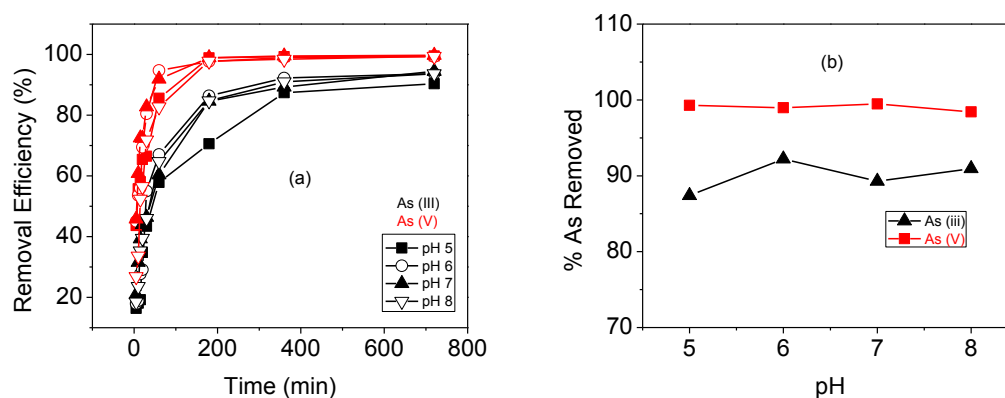 100
80
60
40
20
Removal Efficiency (%)
(a)
As (III)
As (V)
pH 5
pH 6
pH 7
pH 8
0 200 400 600 800
Time (min)
110
100
90
80
70
% As Removed
(b)
As (iii)
As (V)
5 6 7 8
pH